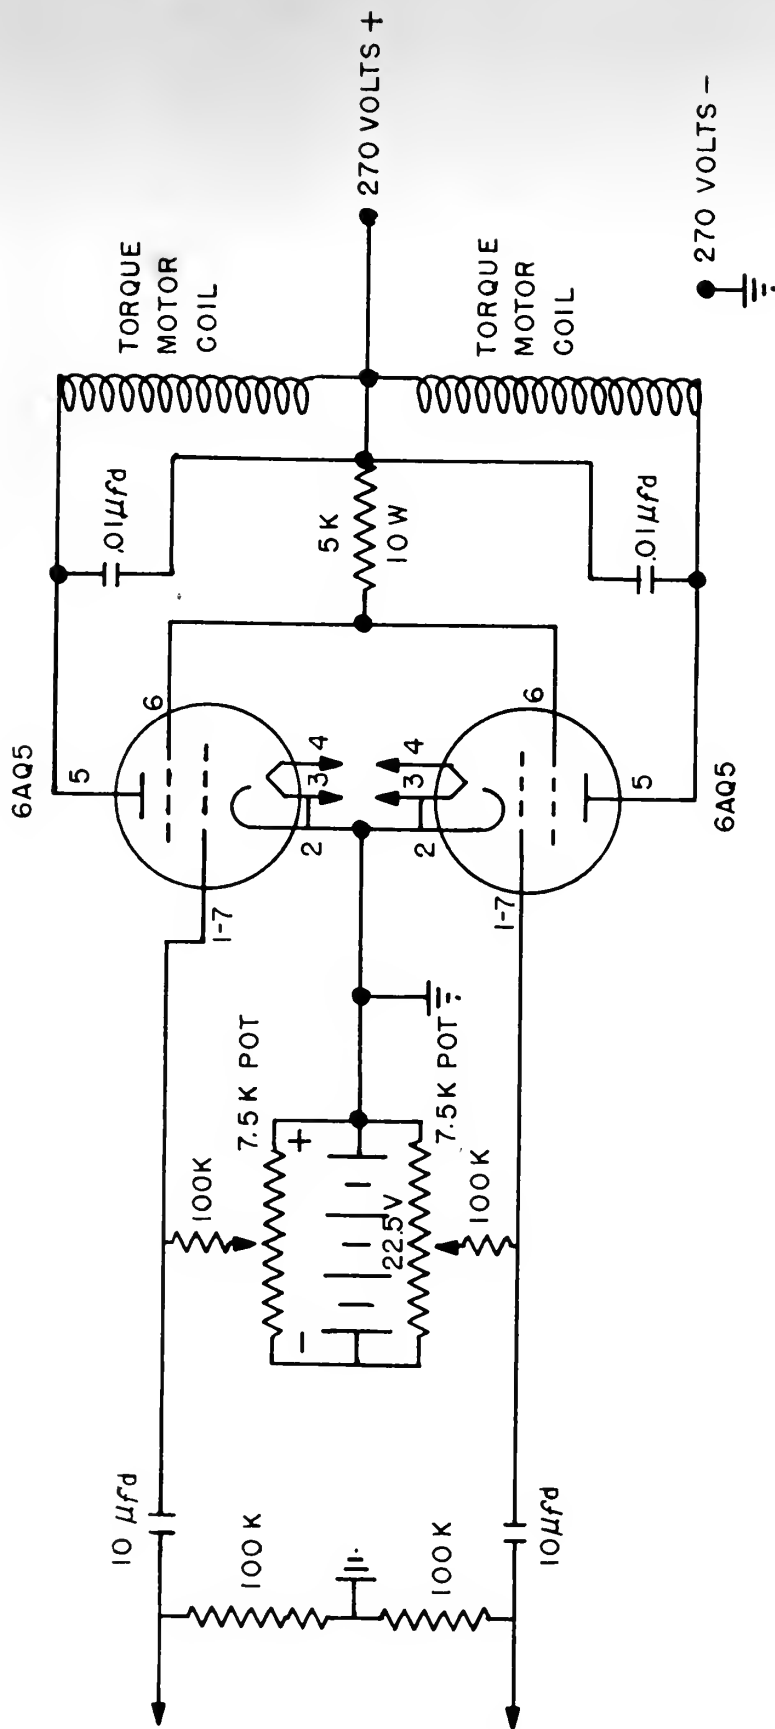 6AQ5
5
6
1-7
2
3
4
.01µfd
TORQUE
MOTOR
COIL
270 VOLTS +
5K
10W
10 µfd
100K
7.5K POT
+
−
22.5V
100K
100K
7.5K POT
100K
10µfd
1-7
2
3
4
6
5
6AQ5
.01µfd
TORQUE
MOTOR
COIL
270 VOLTS −